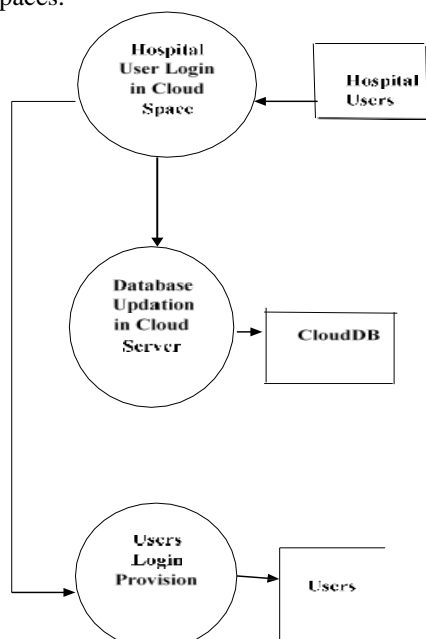 paces.
Hospital
User Login
in Cloud
Space
Hospital
Users
Database
Updation
in Cloud
Server
CloudDB
Users
Login
Provision
Users